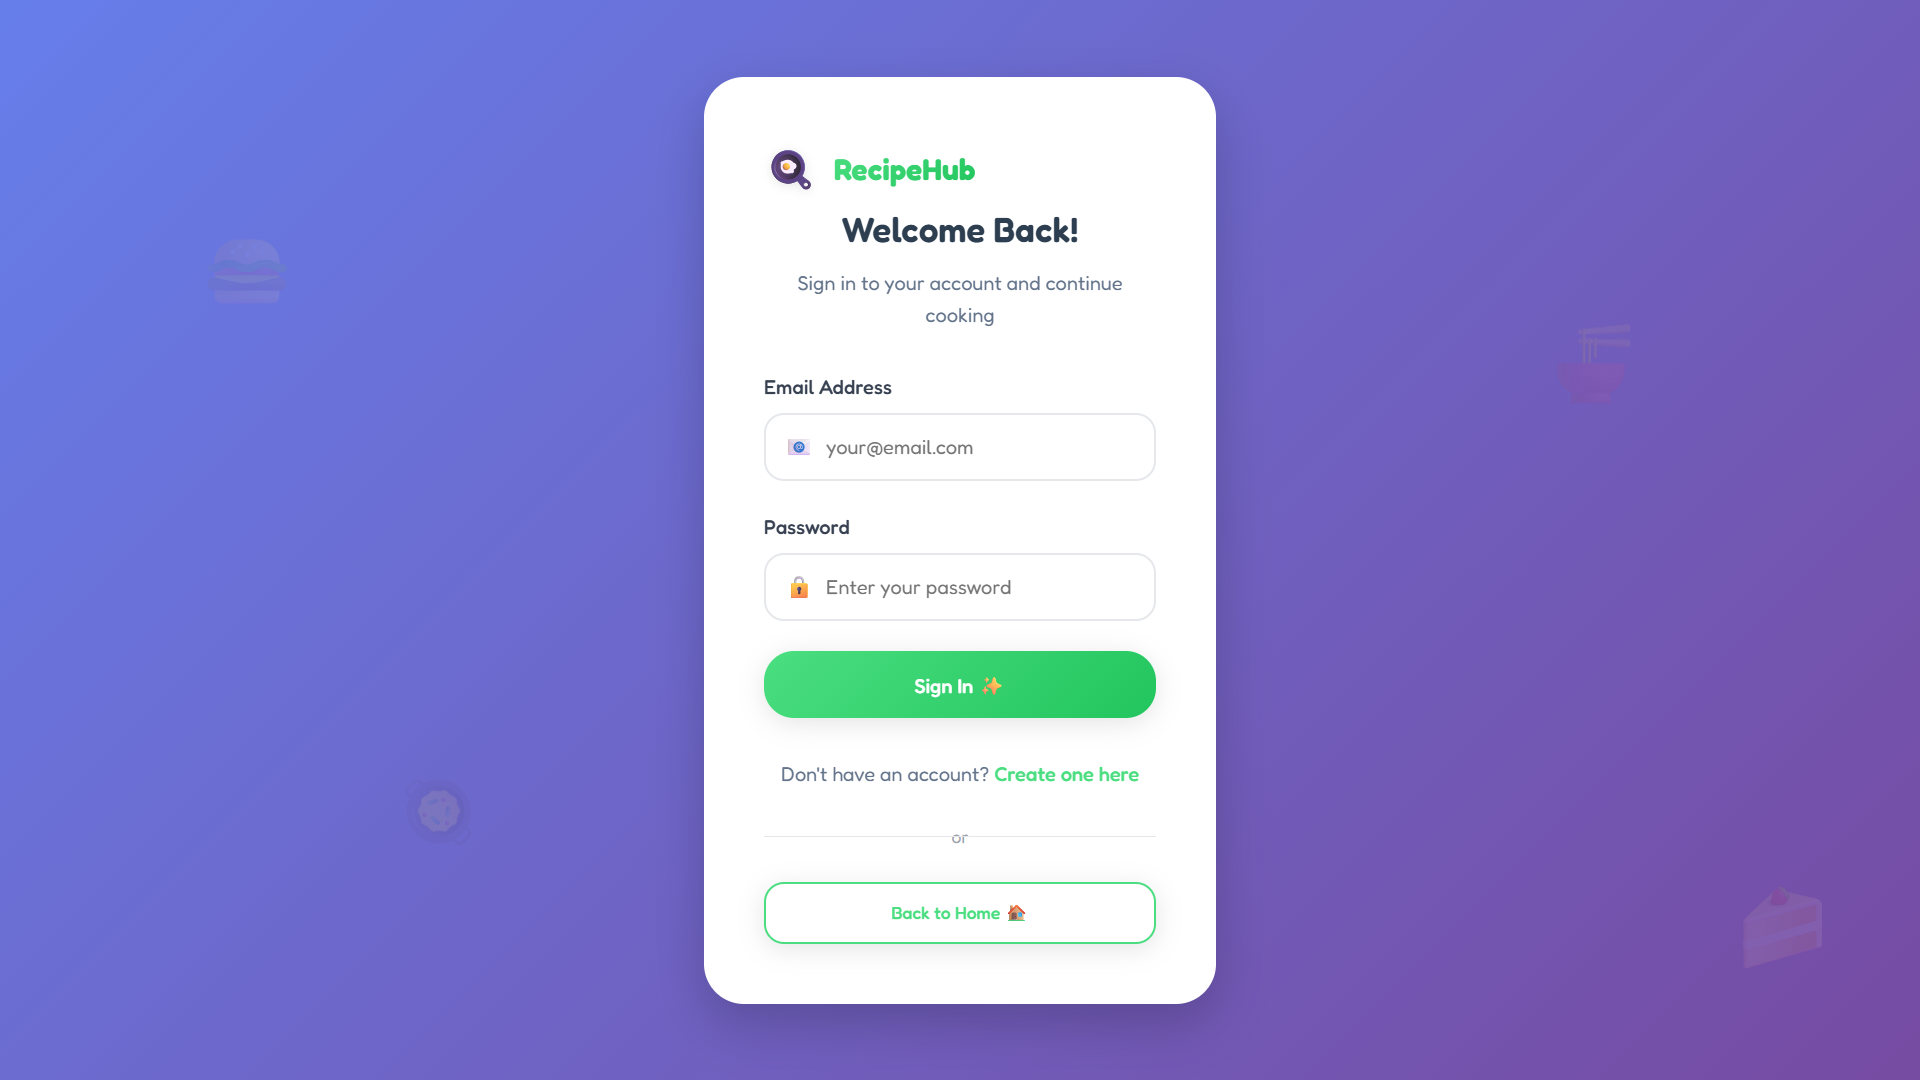 RecipeHub
Welcome Back!
Sign in to your account and continue
cooking
Email Address
your@email.com
Password
Enter your password
Sign In ✨
Don't have an account? Create one here
or
Back to Home 🏠